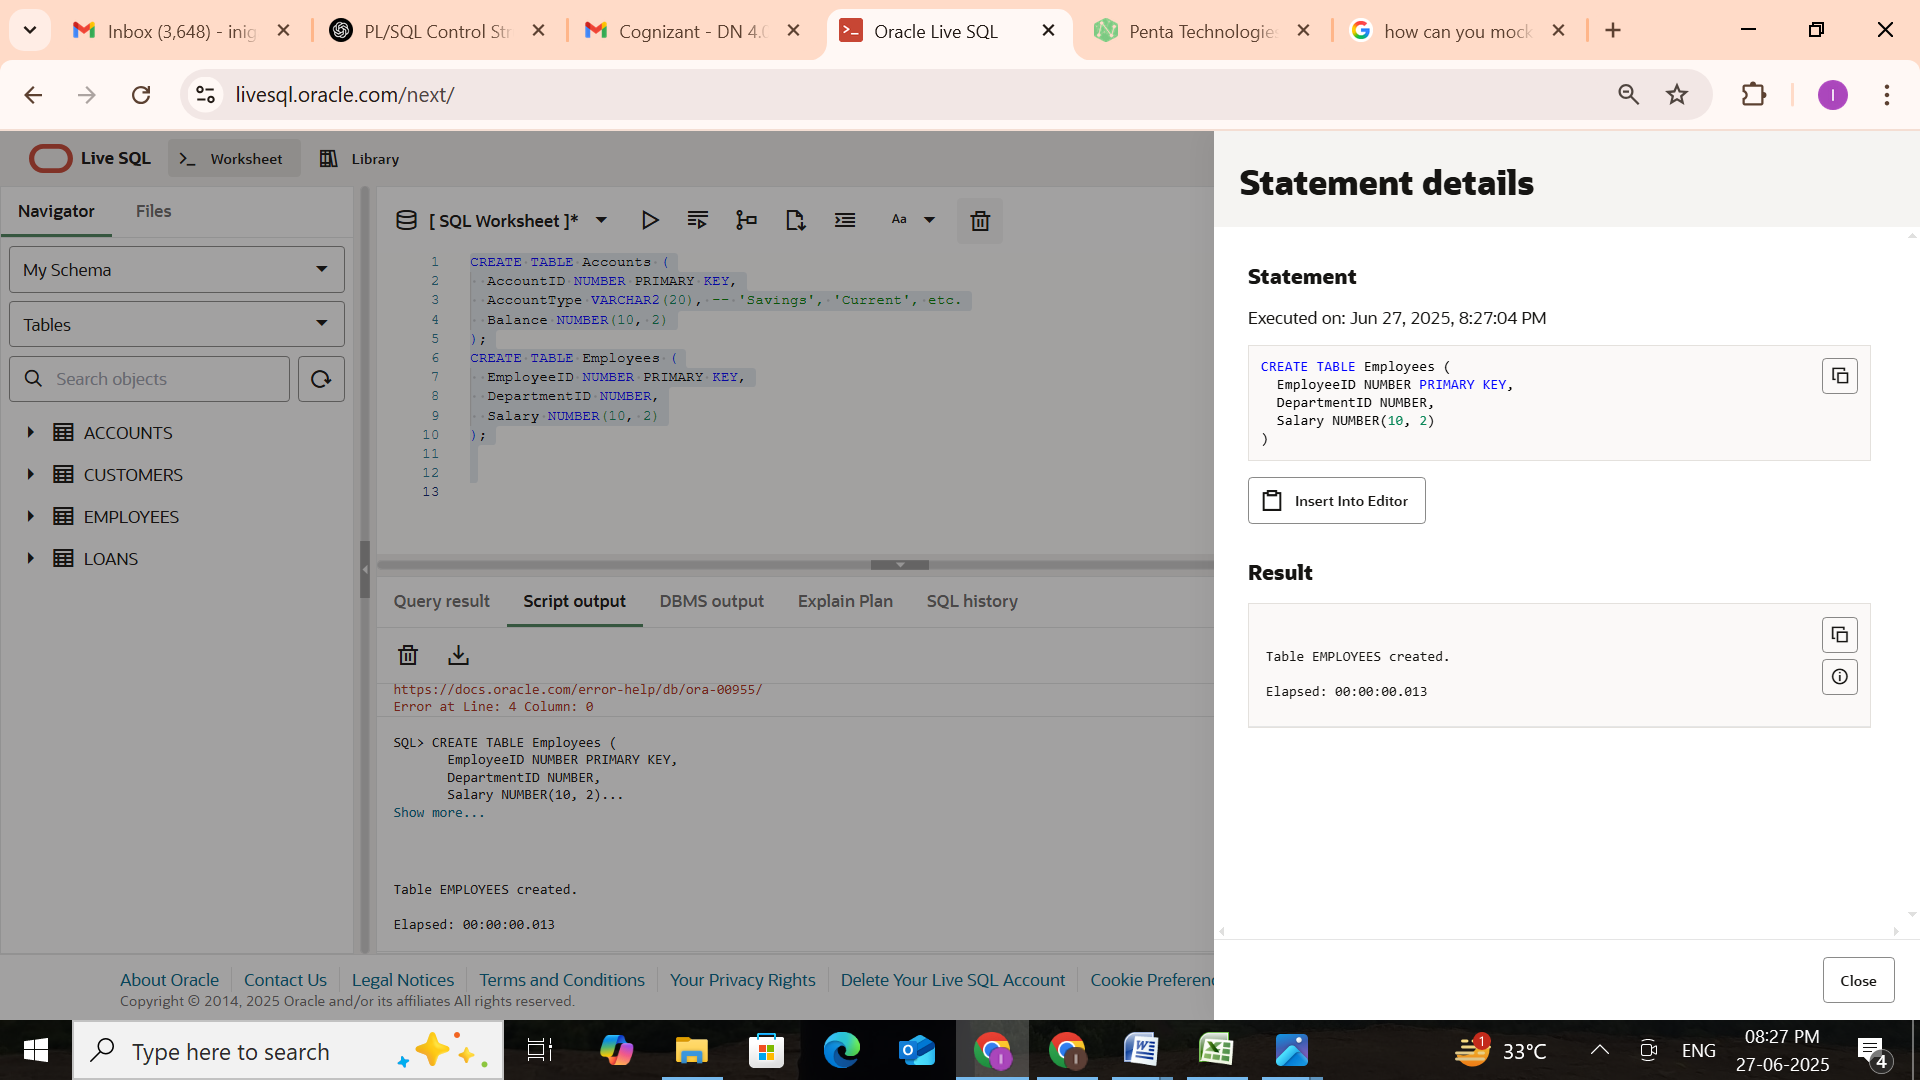 Inbox (3,648) - inig
PL/SQL Control Str
Cognizant - DN 4.0
Oracle Live SQL
Penta Technologies
how can you mock
livesql.oracle.com/next/
I
Live SQL
Worksheet
Library
Navigator
Files
My Schema
Tables
Search objects
ACCOUNTS
CUSTOMERS
EMPLOYEES
LOANS
[ SQL Worksheet ]*
Aa
1 CREATE TABLE Accounts (
2 AccountID NUMBER PRIMARY KEY,
3 AccountType VARCHAR2(20), -- 'Savings', 'Current', etc.
4 Balance NUMBER(10, 2)
5 );
6 CREATE TABLE Employees (
7 EmployeeID NUMBER PRIMARY KEY,
8 DepartmentID NUMBER,
9 Salary NUMBER(10, 2)
10 );
11
12
13
Query result
Script output
DBMS output
Explain Plan
SQL history
https://docs.oracle.com/error-help/db/ora-00955/
Error at Line: 4 Column: 0
SQL> CREATE TABLE Employees (
EmployeeID NUMBER PRIMARY KEY,
DepartmentID NUMBER,
Salary NUMBER(10, 2)...
Show more...
Table EMPLOYEES created.
Elapsed: 00:00:00.013
Statement details
Statement
Executed on: Jun 27, 2025, 8:27:04 PM
CREATE TABLE Employees (
EmployeeID NUMBER PRIMARY KEY,
DepartmentID NUMBER,
Salary NUMBER(10, 2)
)
Insert Into Editor
Result
Table EMPLOYEES created.
Elapsed: 00:00:00.013
Close
About Oracle
Contact Us
Legal Notices
Terms and Conditions
Your Privacy Rights
Delete Your Live SQL Account
Cookie Preferenc
Copyright © 2014, 2025 Oracle and/or its affiliates All rights reserved.
Type here to search
1
33°C
ENG
08:27 PM
27-06-2025
4